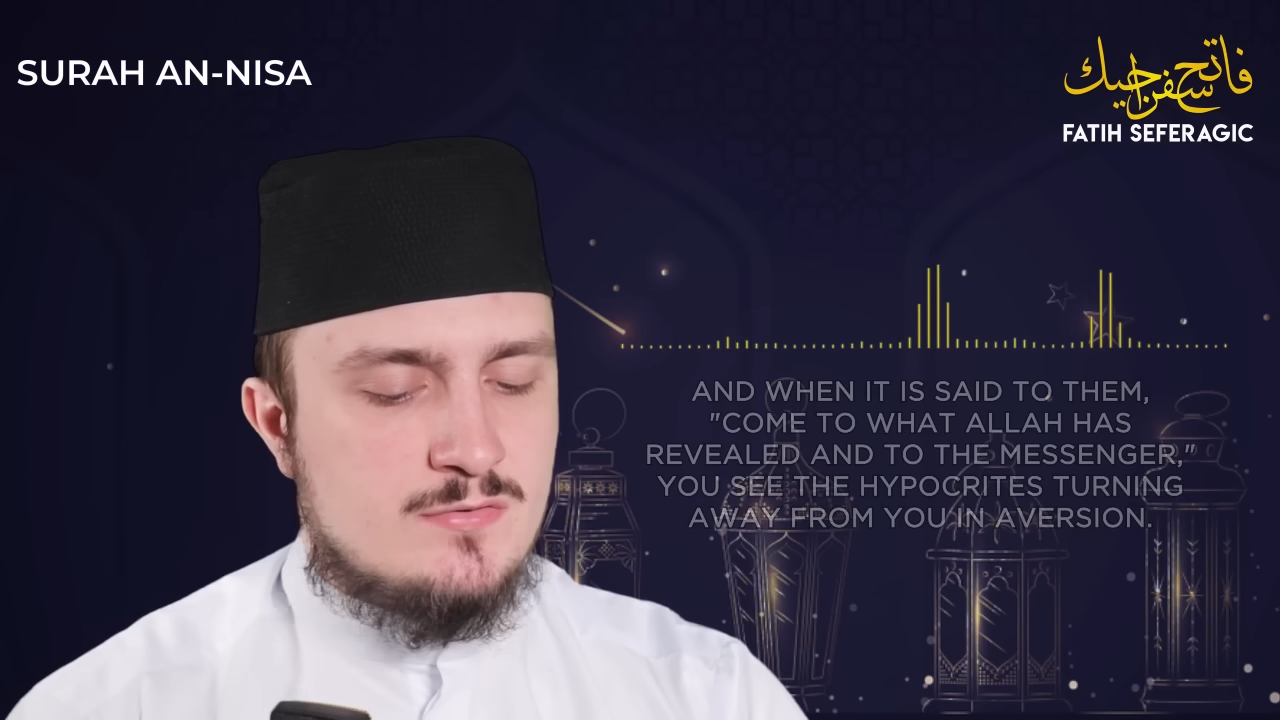 SURAH AN-NISA
فاتح سفراجيك
FATIH SEFERAGIC
AND WHEN IT IS SAID TO THEM,
"COME TO WHAT ALLAH HAS
REVEALED AND TO THE MESSENGER,"
YOU SEE THE HYPOCRITES TURNING
AWAY FROM YOU IN AVERSION.